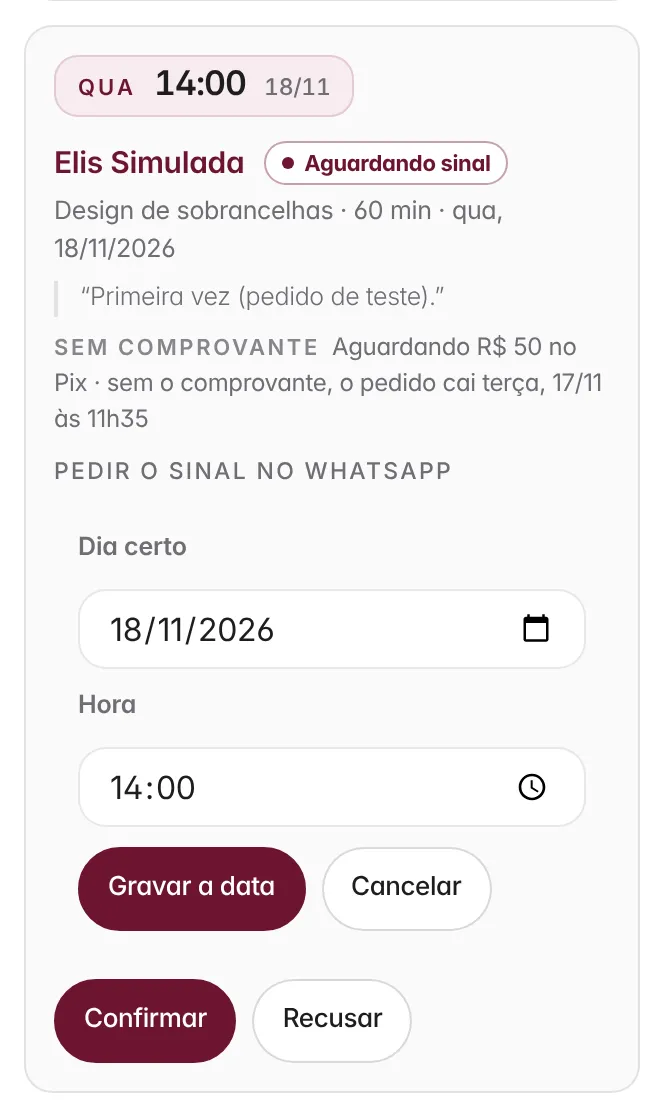 QUA 14:00 18/11
Elis Simulada Aguardando sinal
Design de sobrancelhas · 60 min · qua,
18/11/2026
“Primeira vez (pedido de teste).”
SEM COMPROVANTE Aguardando R$ 50 no
Pix · sem o comprovante, o pedido cai terça, 17/11
às 11h35
PEDIR O SINAL NO WHATSAPP
Dia certo
18/11/2026
Hora
14:00
Gravar a data Cancelar
Confirmar Recusar